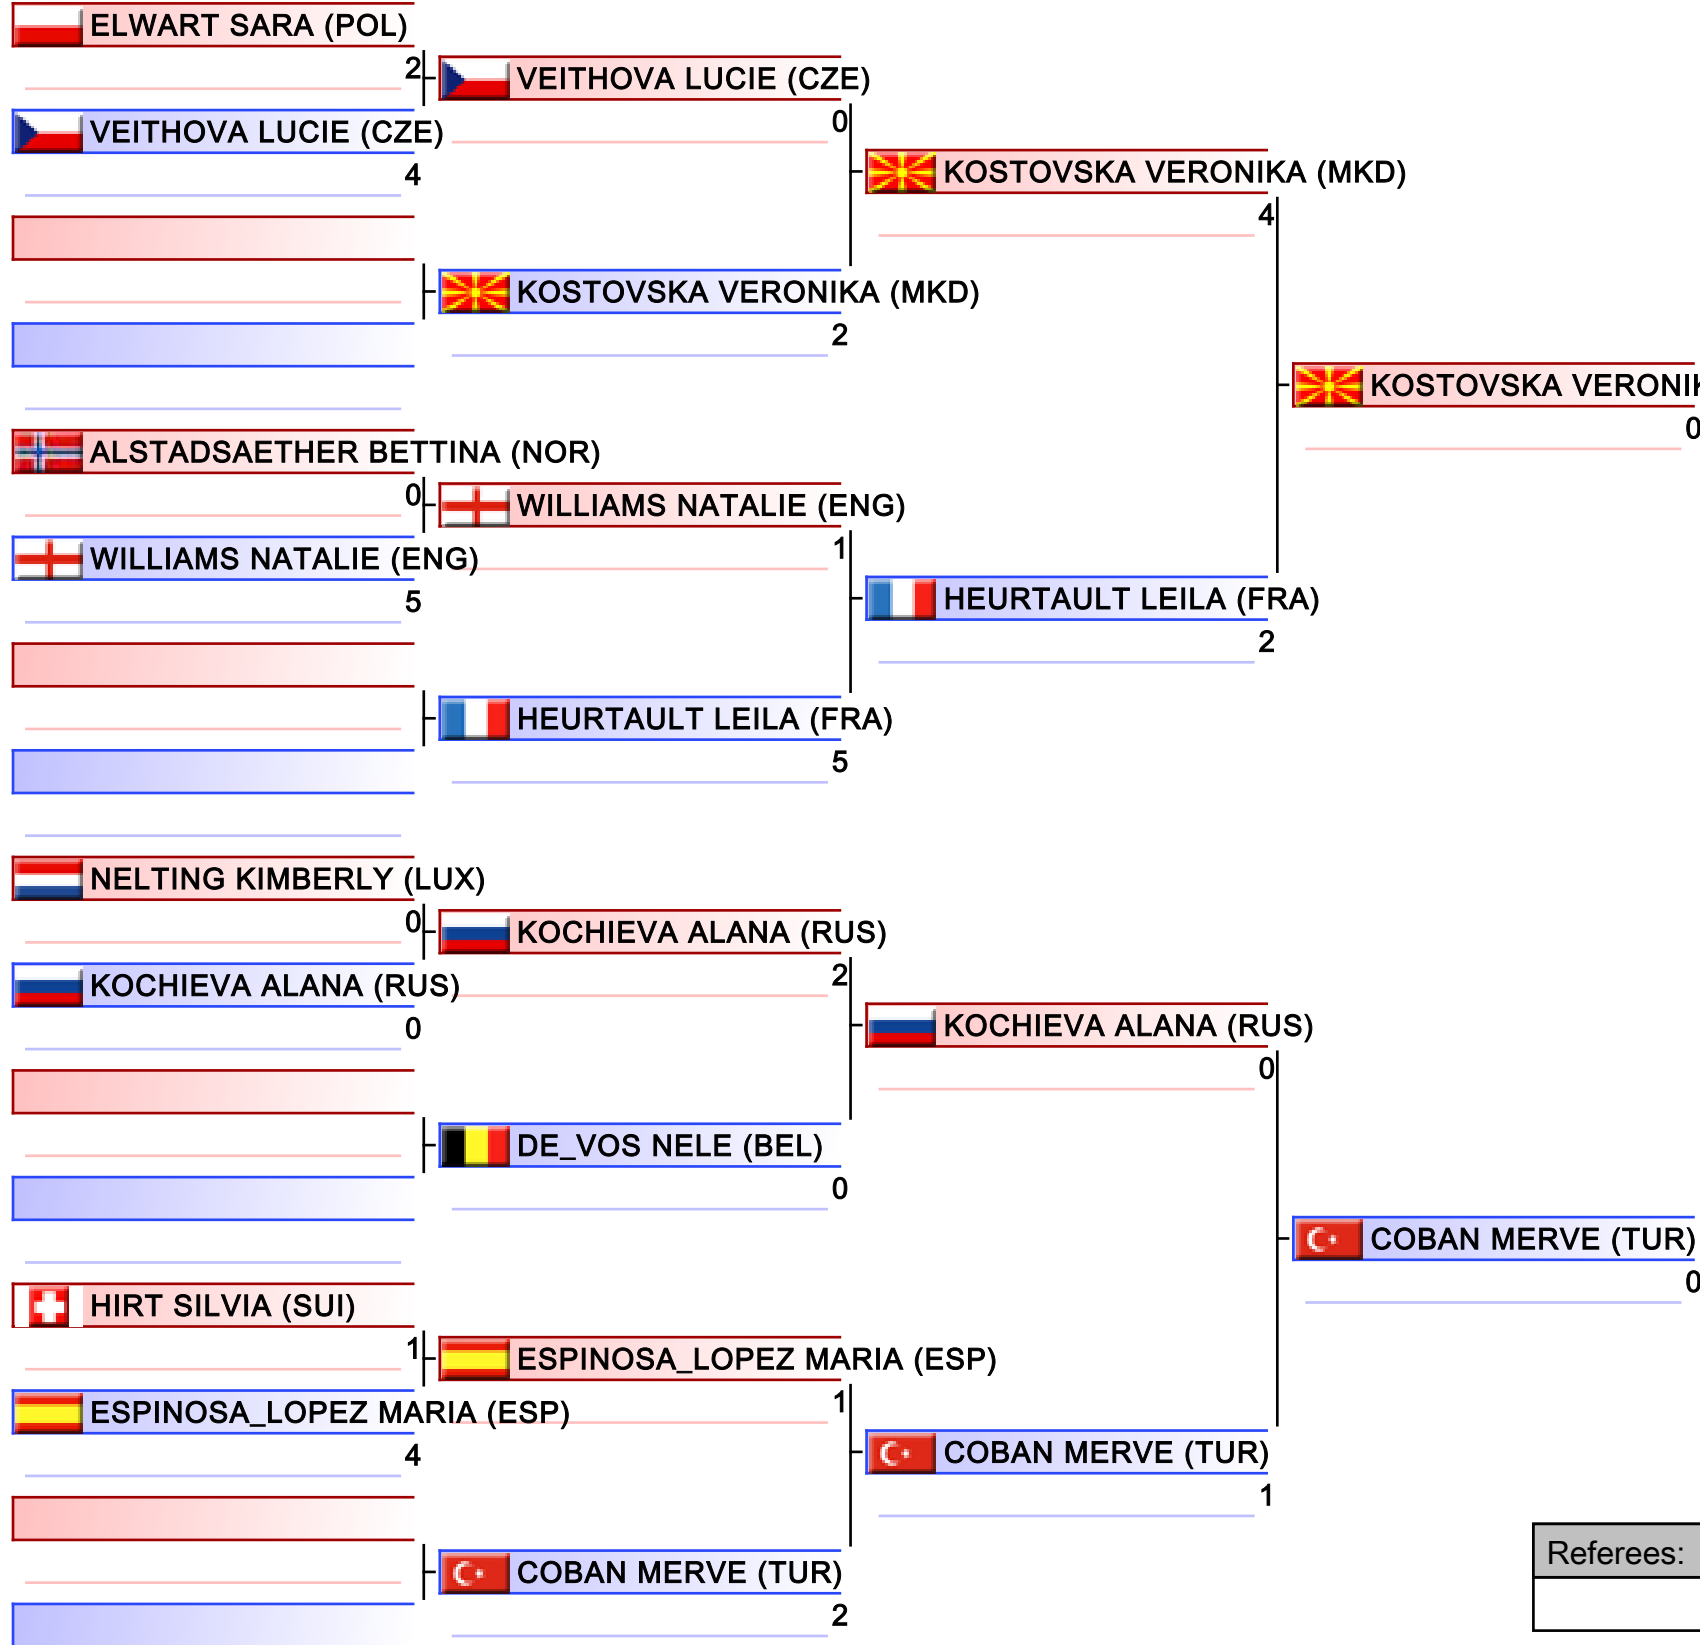 ELWART SARA (POL)
2
VEITHOVA LUCIE (CZE)
4
ALSTADSAETHER BETTINA (NOR)
0
WILLIAMS NATALIE (ENG)
5
NELTING KIMBERLY (LUX)
0
KOCHIEVA ALANA (RUS)
0
HIRT SILVIA (SUI)
1
ESPINOSA_LOPEZ MARIA (ESP)
4
VEITHOVA LUCIE (CZE)
0
KOSTOVSKA VERONIKA (MKD)
2
WILLIAMS NATALIE (ENG)
1
HEURTAULT LEILA (FRA)
5
KOCHIEVA ALANA (RUS)
2
DE_VOS NELE (BEL)
0
ESPINOSA_LOPEZ MARIA (ESP)
1
COBAN MERVE (TUR)
2
KOSTOVSKA VERONIKA (MKD)
4
HEURTAULT LEILA (FRA)
2
KOCHIEVA ALANA (RUS)
0
COBAN MERVE (TUR)
1
KOSTOVSKA
0
COBAN MERVE (TUR)
0
Referees: